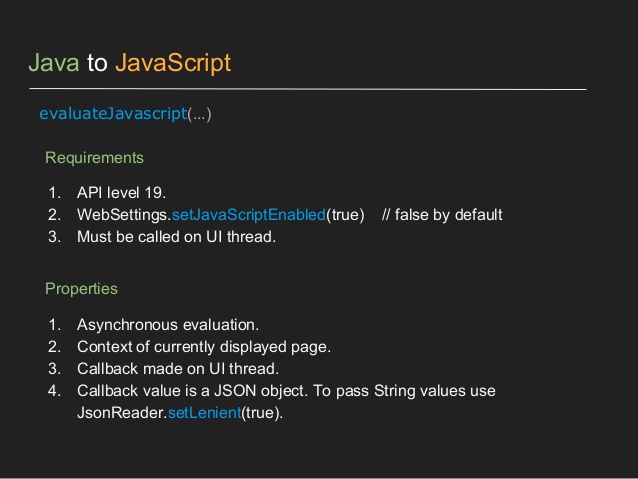 Java to JavaScript
evaluateJavascript(...)
Requirements
1. API level 19.
2. WebSettings.setJavaScriptEnabled(true) // false by default
3. Must be called on UI thread.
Properties
1. Asynchronous evaluation.
2. Context of currently displayed page.
3. Callback made on UI thread.
4. Callback value is a JSON object. To pass String values use
JsonReader.setLenient(true).